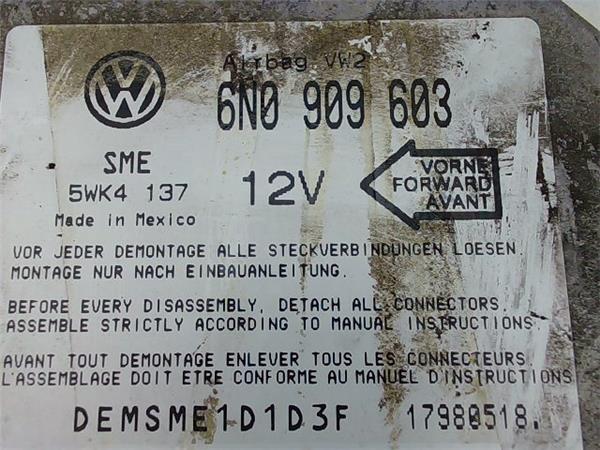 Airbag VW2
6N0 909 603
SME
5WK4 137
12V
VORNE
FORWARD
AVANT
Made in Mexico
VOR JEDER DEMONTAGE ALLE STECKVERBINDUNGEN LOESEN.
MONTAGE NUR NACH EINBAUANLEITUNG.
BEFORE EVERY DISASSEMBLY, DETACH ALL CONNECTORS.
ASSEMBLE STRICTLY ACCORDING TO MANUAL INSTRUCTIONS.
AVANT TOUT DEMONTAGE ENLEVER TOUS LES CONNECTEURS.
L'ASSEMBLAGE DOIT ETRE CONFORME AU MANUEL D'INSTRUCTIONS
DEMSME1D1D3F 17980518.